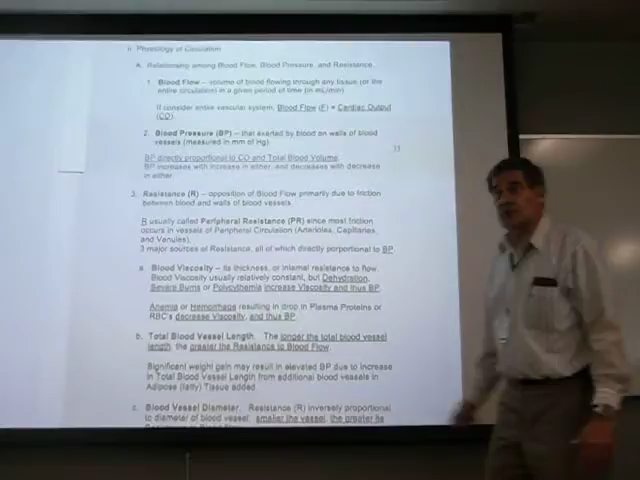 II. Physiology of Circulation
A. Relationship among Blood Flow, Blood Pressure, and Resistance.
1. Blood Flow – volume of blood flowing through any tissue (or the
entire circulation) in a given period of time (in mL/min)
If consider entire vascular system, Blood Flow (F) = Cardiac Output
(CO).
2. Blood Pressure (BP) – that exerted by blood on walls of blood
vessels (measured in mm of Hg).
BP directly proportional to CO and Total Blood Volume.
BP increases with increase in either, and decreases with decrease
in either.
3. Resistance (R) – opposition of Blood Flow primarily due to friction
between blood and walls of blood vessels.
R usually called Peripheral Resistance (PR) since most friction
occurs in vessels of Peripheral Circulation (Arterioles, Capillaries,
and Venules).
3 major sources of Resistance, all of which directly porportional to BP.
a. Blood Viscosity – its thickness, or internal resistance to flow.
Blood Viscosity usually relatively constant, but Dehydration,
Severe Burns or Polycythemia increase Viscosity and thus BP.
Anemia or Hemorrhage resulting in drop in Plasma Proteins or
RBC's decrease Viscosity, and thus BP.
b. Total Blood Vessel Length. The longer the total blood vessel
length, the greater the Resistance to Blood Flow.
Significant weight gain may result in elevated BP due to increase
in Total Blood Vessel Length from additional blood vessels in
Adipose (fatty) Tissue added.
c. Blood Vessel Diameter. Resistance (R) inversely proportional
to diameter of blood vessel: smaller the vessel, the greater its